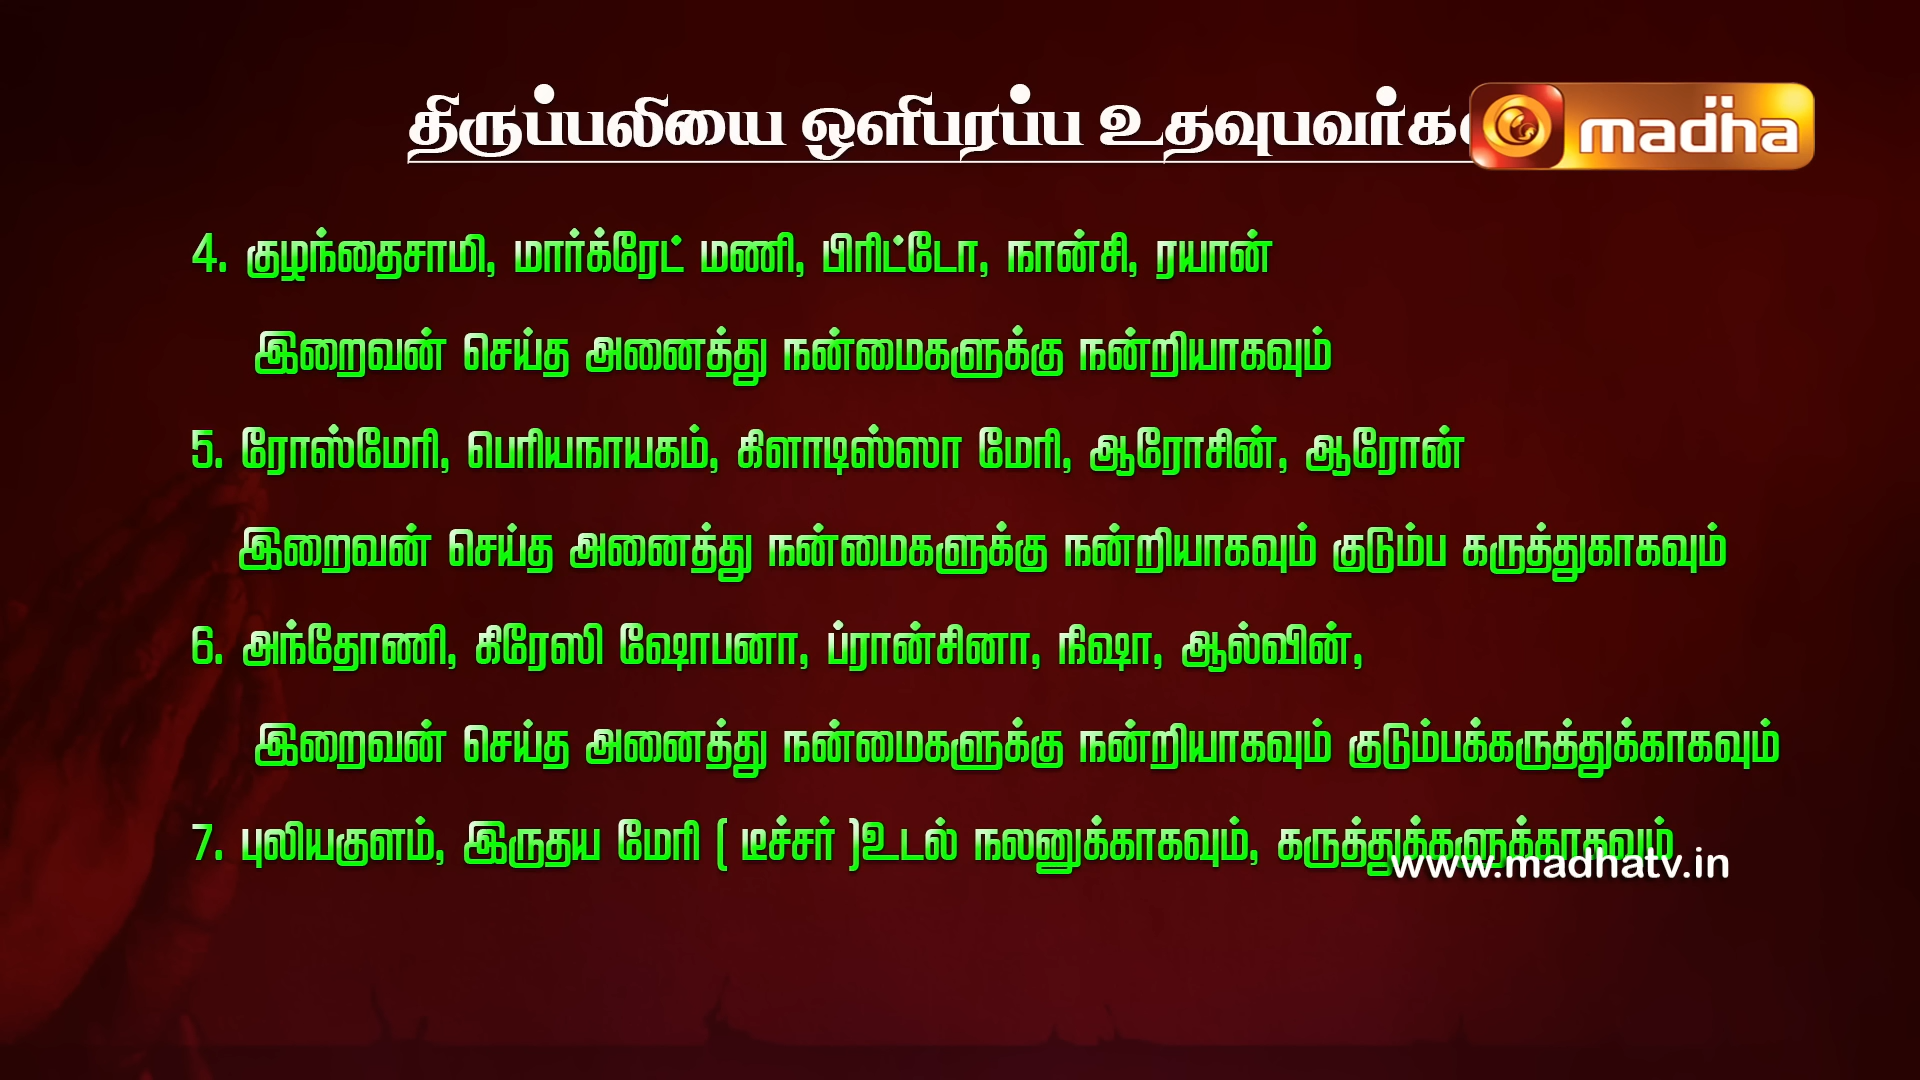 திருப்பலியை ஒளிபரப்ப உதவுபவர்கள்
madha
4. குழந்தைசாமி, மார்க்ரேட் மணி, பிரிட்டோ, நான்சி, ரயான்
இறைவன் செய்த அனைத்து நன்மைகளுக்கு நன்றியாகவும்
5. ரோஸ்மேரி, பெரியநாயகம், கிளாடிஸ்ஸா மேரி, ஆரோசின், ஆரோன்
இறைவன் செய்த அனைத்து நன்மைகளுக்கு நன்றியாகவும் குடும்ப கருத்துகாகவும்
6. அந்தோணி, கிரேஸி ஷோபனா, ப்ரான்சினா, நிஷா, ஆல்வின்,
இறைவன் செய்த அனைத்து நன்மைகளுக்கு நன்றியாகவும் குடும்பக்கருத்துக்காகவும்
7. புலியகுளம், இருதய மேரி ( டீச்சர் )உடல் நலனுக்காகவும், கருத்துக்களுக்காகவும்
www.madhatv.in